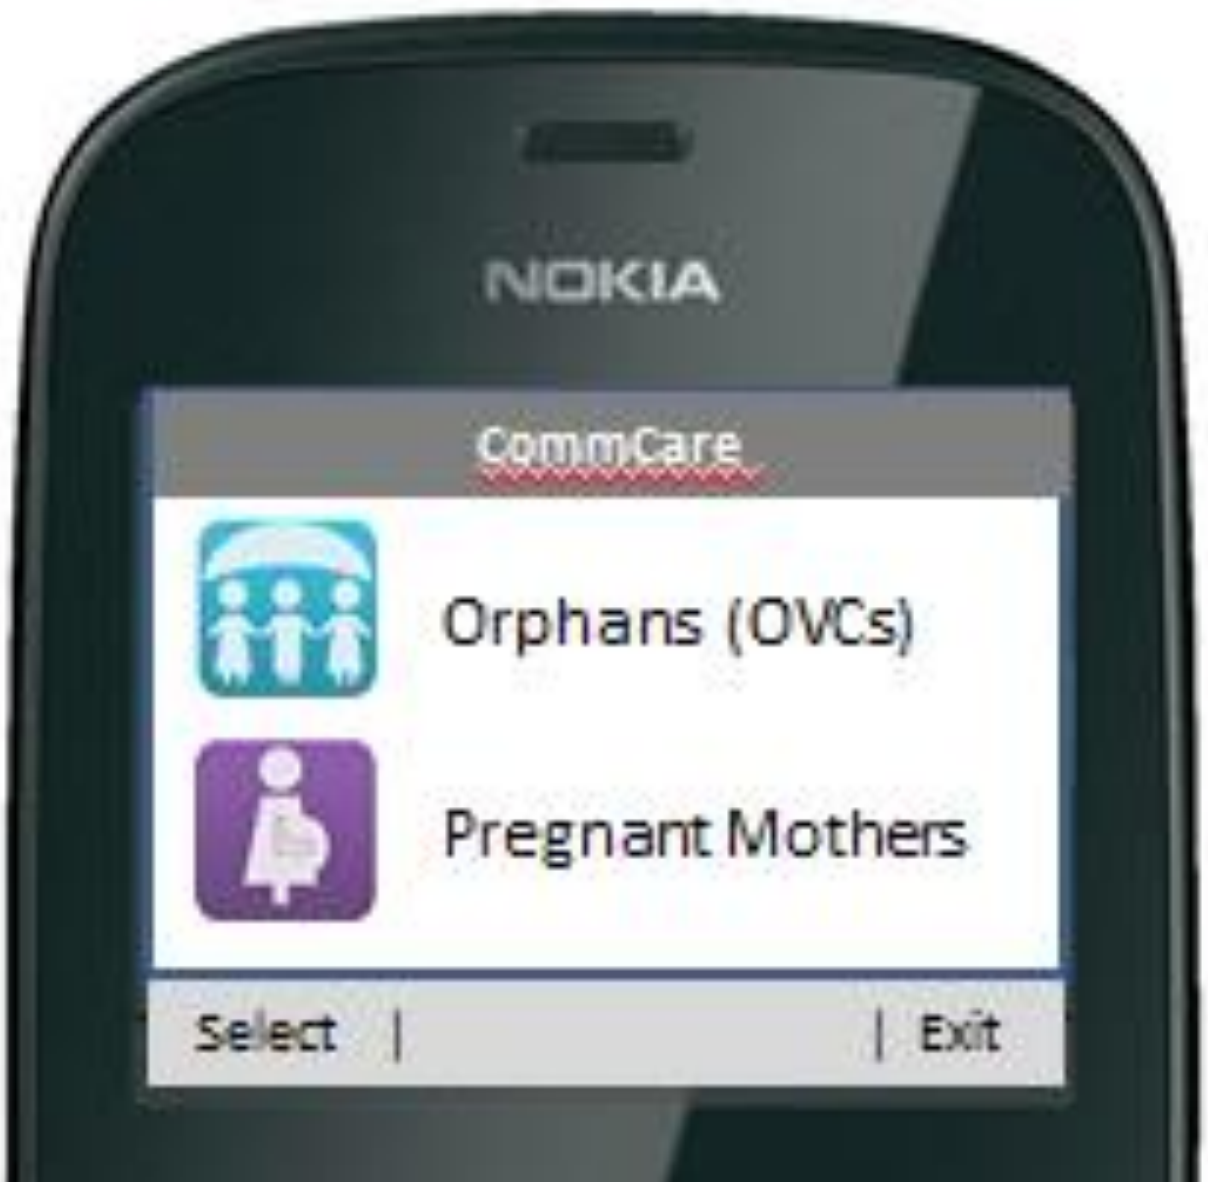 NOKIA
CommCare
Orphans (OVCs)
Pregnant Mothers
Select | | Exit